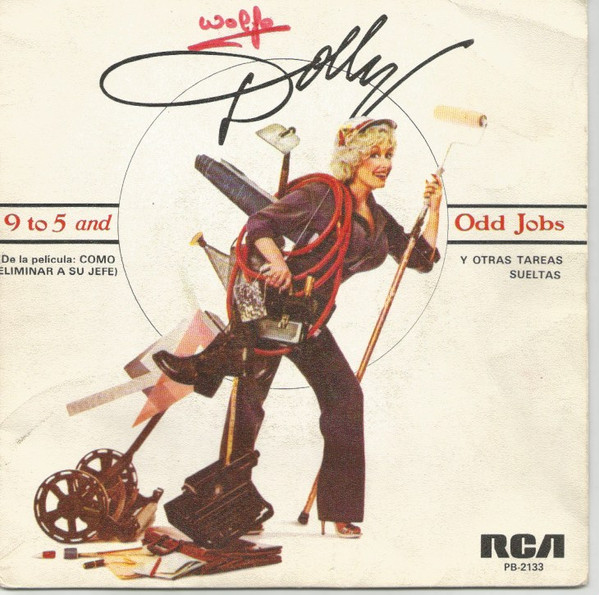 Wolfe
Dolly
9 to 5 and
Odd Jobs
(De la pelicula: COMO
ELIMINAR A SU JEFE)
Y OTRAS TAREAS
SUELTAS
RCA
PB-2133